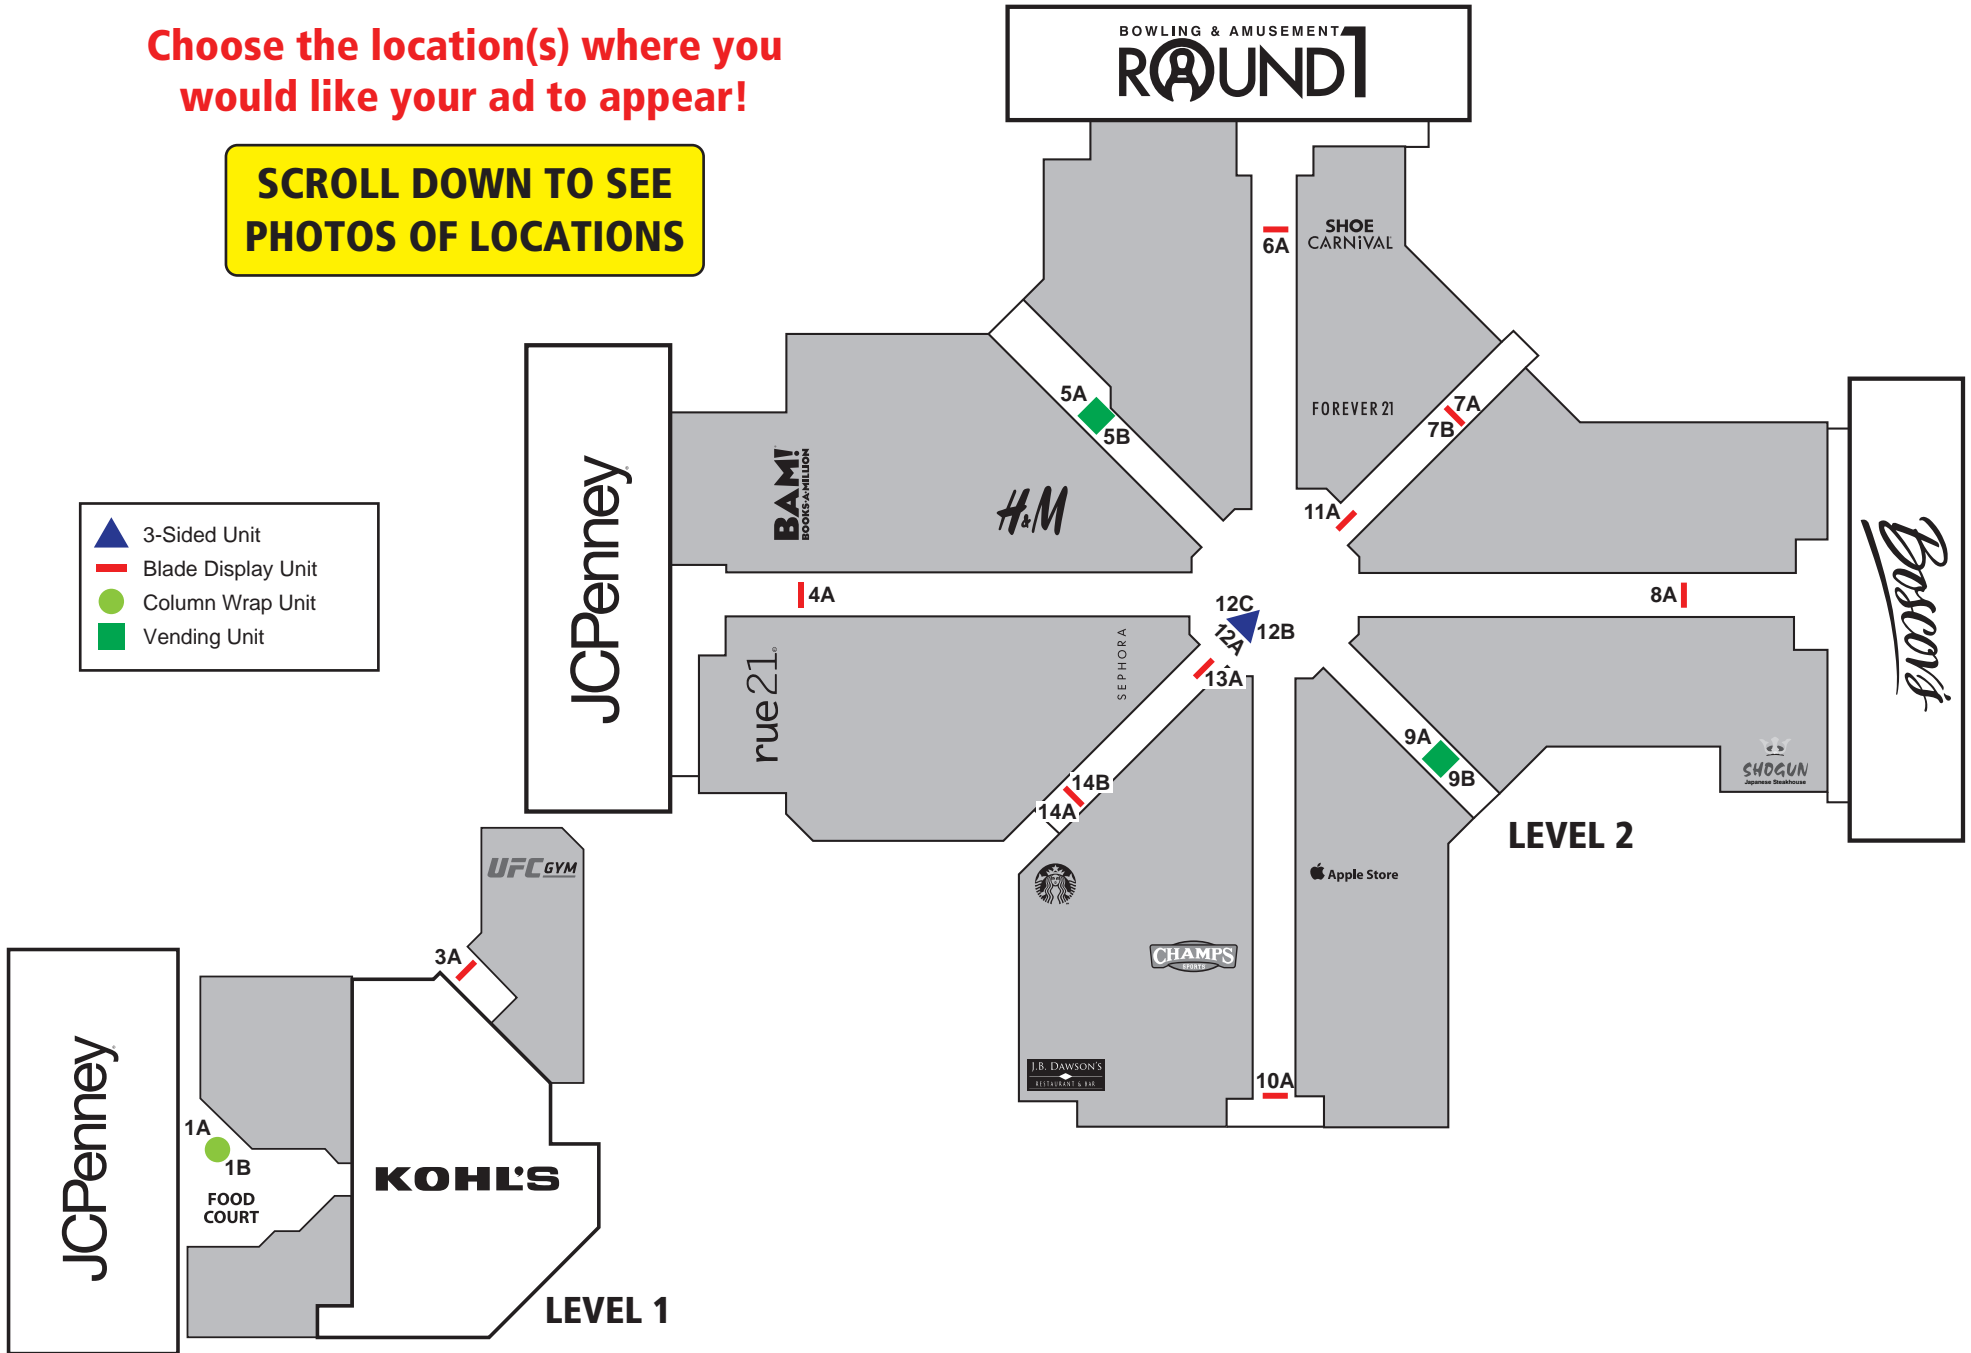 Choose the location(s) where you
would like your ad to appear!
SCROLL DOWN TO SEE
PHOTOS OF LOCATIONS
BOWLING & AMUSEMENT
ROUND1
6A
SHOE
CARNiVAL
FOREVER 21
5A
5B
7A
7B
11A
JCPenney
BAM!
BOOKS-A-MILLION
H&M
3-Sided Unit
Blade Display Unit
Column Wrap Unit
Vending Unit
4A
8A
Boscov's
12C
12B
12A
13A
rue21
SEPHORA
9A
9B
SHOGUN
Japanese Steakhouse
14B
14A
LEVEL 2
Apple Store
CHAMPS
SPORTS
J.B. DAWSON'S
RESTAURANT & BAR
10A
UFC GYM
3A
JCPenney
1A
1B
FOOD
COURT
KOHL'S
LEVEL 1